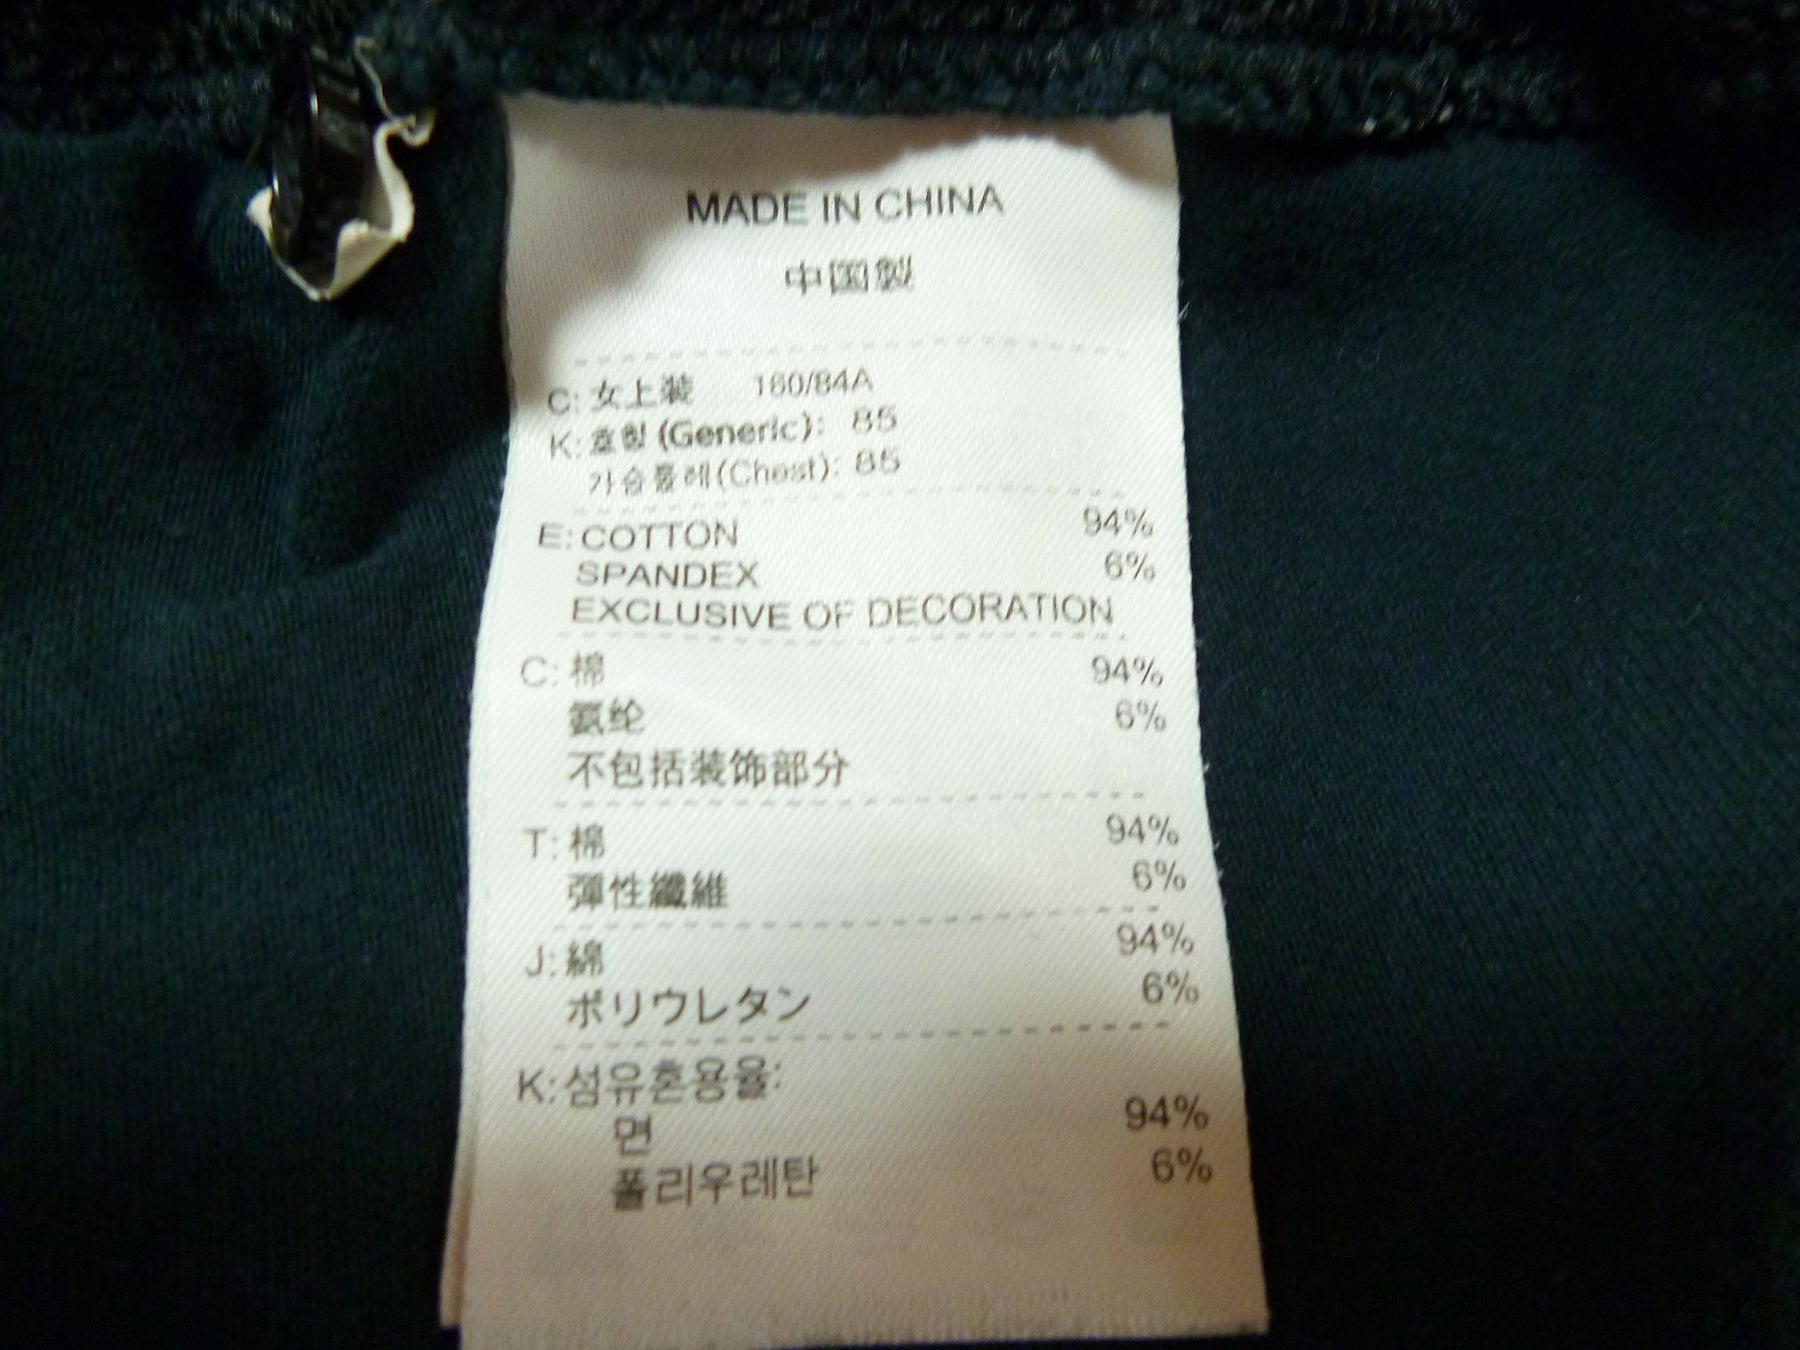 MADE IN CHINA
中国製
C: 女上装 160/84A
K: 호칭 (Generic): 85
가슴둘레(Chest): 85
E: COTTON 94%
SPANDEX 6%
EXCLUSIVE OF DECORATION
C: 棉 94%
氨纶 6%
不包括装饰部分
T: 棉 94%
彈性纖維 6%
J: 綿 94%
ポリウレタン 6%
K: 섬유혼용율:
면 94%
폴리우레탄 6%